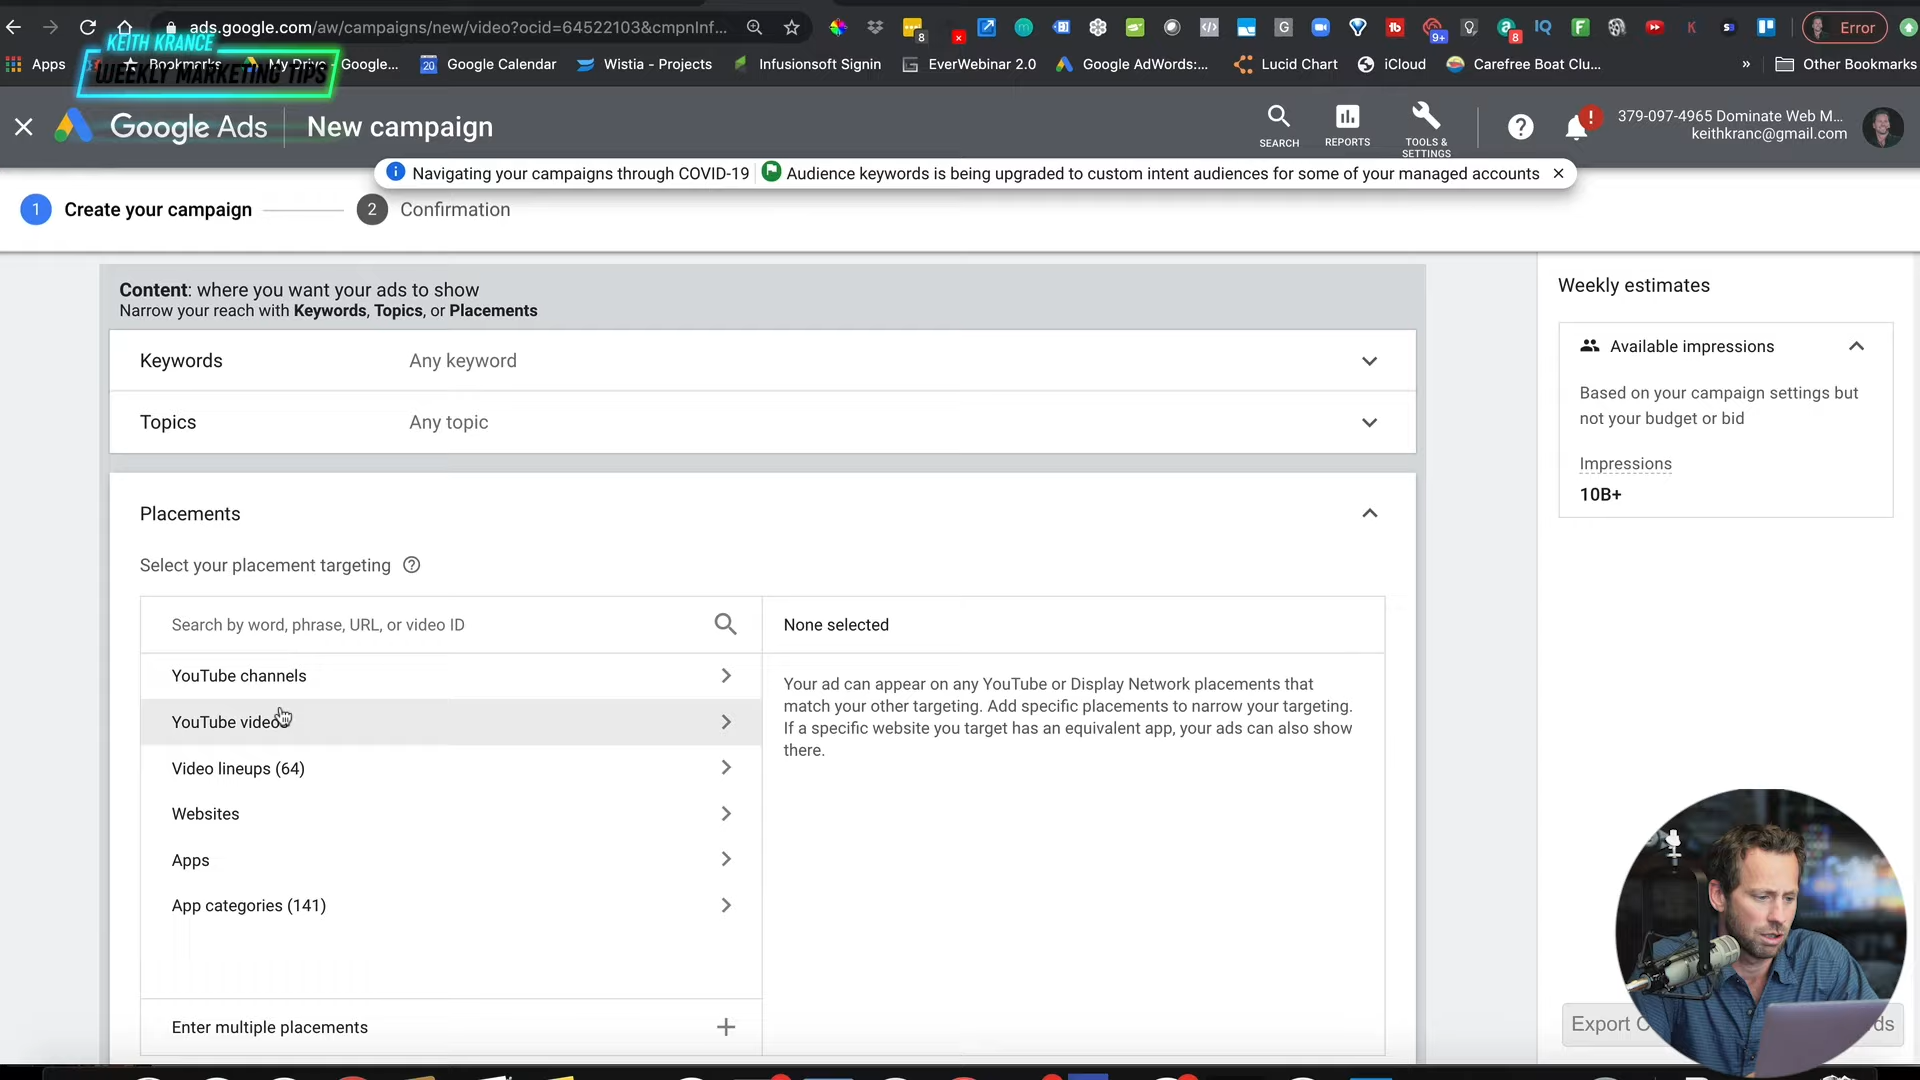 ads.google.com/aw/campaigns/new/video?ocid=64522103&cmpnInf...
8
9+
8
Error
KEITH KRANCE
WEEKLY MARKETING TIPS
Apps
Bookmarks
My Drive - Google...
20
Google Calendar
Wistia - Projects
Infusionsoft Signin
EverWebinar 2.0
Google AdWords:...
Lucid Chart
iCloud
Carefree Boat Clu...
»
Other Bookmarks
Google Ads
New campaign
SEARCH
REPORTS
TOOLS & SETTINGS
379-097-4965 Dominate Web M...
keithkranc@gmail.com
Navigating your campaigns through COVID-19
Audience keywords is being upgraded to custom intent audiences for some of your managed accounts
1 Create your campaign
2 Confirmation
Content: where you want your ads to show
Narrow your reach with Keywords, Topics, or Placements
Keywords Any keyword
Topics Any topic
Placements
Select your placement targeting
Search by word, phrase, URL, or video ID
YouTube channels
YouTube video
Video lineups (64)
Websites
Apps
App categories (141)
Enter multiple placements
None selected
Your ad can appear on any YouTube or Display Network placements that
match your other targeting. Add specific placements to narrow your targeting.
If a specific website you target has an equivalent app, your ads can also show
there.
Weekly estimates
Available impressions
Based on your campaign settings but
not your budget or bid
Impressions
10B+
Export